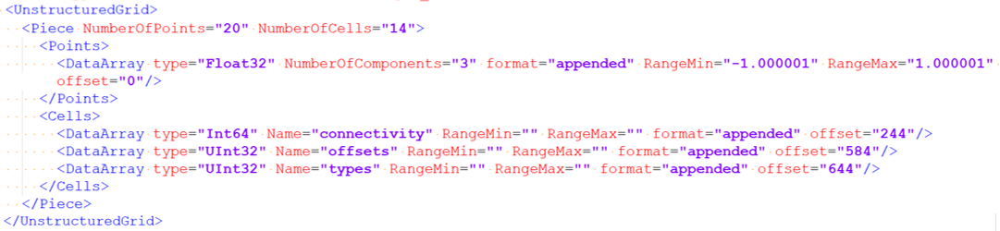 <UnstructuredGrid>
<Piece NumberOfPoints="20" NumberOfCells="14">
<Points>
<DataArray type="Float32" NumberOfComponents="3" format="appended" RangeMin="-1.000001" RangeMax="1.000001"
offset="0"/>
</Points>
<Cells>
<DataArray type="Int64" Name="connectivity" RangeMin="" RangeMax="" format="appended" offset="244"/>
<DataArray type="UInt32" Name="offsets" RangeMin="" RangeMax="" format="appended" offset="584"/>
<DataArray type="UInt32" Name="types" RangeMin="" RangeMax="" format="appended" offset="644"/>
</Cells>
</Piece>
</UnstructuredGrid>